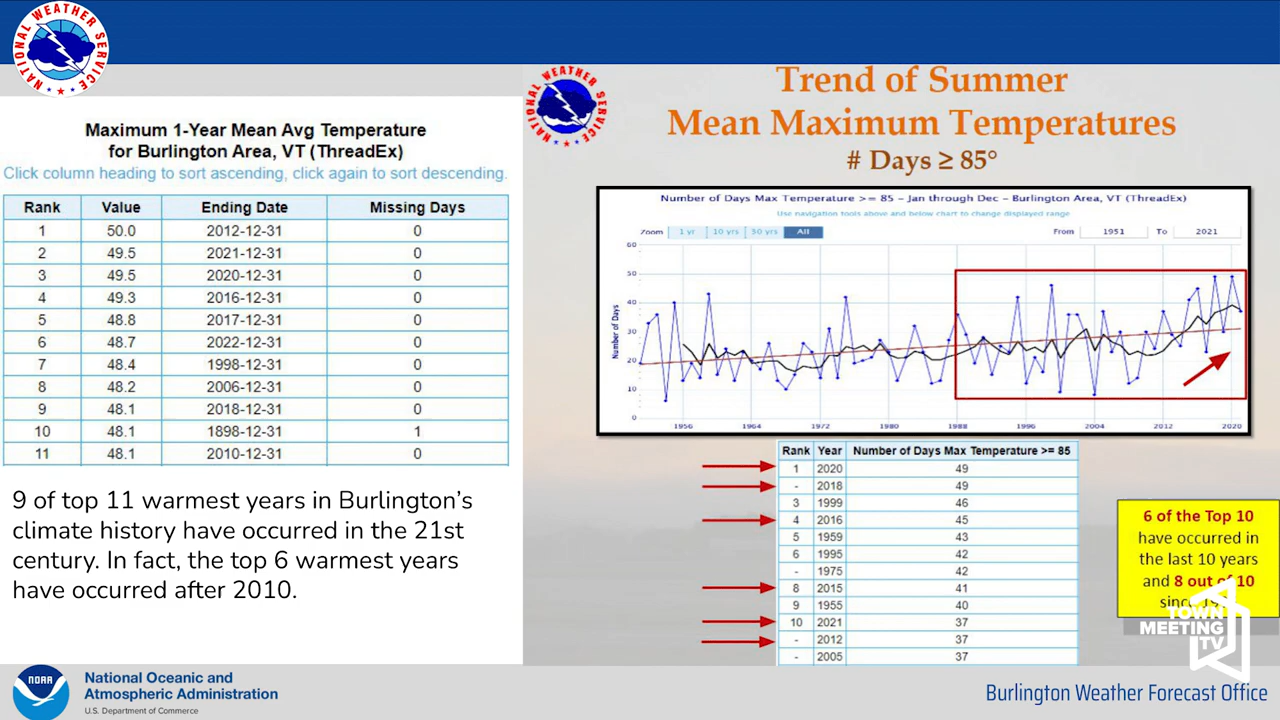 NATIONAL WEATHER SERVICE
Maximum 1-Year Mean Avg Temperature
for Burlington Area, VT (ThreadEx)
Click column heading to sort ascending, click again to sort descending.
Rank Value Ending Date Missing Days
1 50.0 2012-12-31 0
2 49.5 2021-12-31 0
3 49.5 2020-12-31 0
4 49.3 2016-12-31 0
5 48.8 2017-12-31 0
6 48.7 2022-12-31 0
7 48.4 1998-12-31 0
8 48.2 2006-12-31 0
9 48.1 2018-12-31 0
10 48.1 1898-12-31 1
11 48.1 2010-12-31 0
9 of top 11 warmest years in Burlington's
climate history have occurred in the 21st
century. In fact, the top 6 warmest years
have occurred after 2010.
NATIONAL WEATHER SERVICE
Trend of Summer
Mean Maximum Temperatures
# Days ≥ 85°
Number of Days Max Temperature >= 85 - Jan through Dec - Burlington Area, VT (ThreadEx)
Use navigation tools above and below chart to change displayed range
Zoom 1 yr 10 yrs 30 yrs All From 1951 To 2021
60
50
40
30
20
10
0
Number of Days
1956 1964 1972 1980 1988 1996 2004 2012 2020
Rank Year Number of Days Max Temperature >= 85
1 2020 49
- 2018 49
3 1999 46
4 2016 45
5 1959 43
6 1995 42
- 1975 42
8 2015 41
9 1955 40
10 2021 37
- 2012 37
- 2005 37
6 of the Top 10
have occurred in
the last 10 years
and 8 out of 10
TOWN
MEETING
TV
NOAA
National Oceanic and
Atmospheric Administration
U.S. Department of Commerce
Burlington Weather Forecast Office